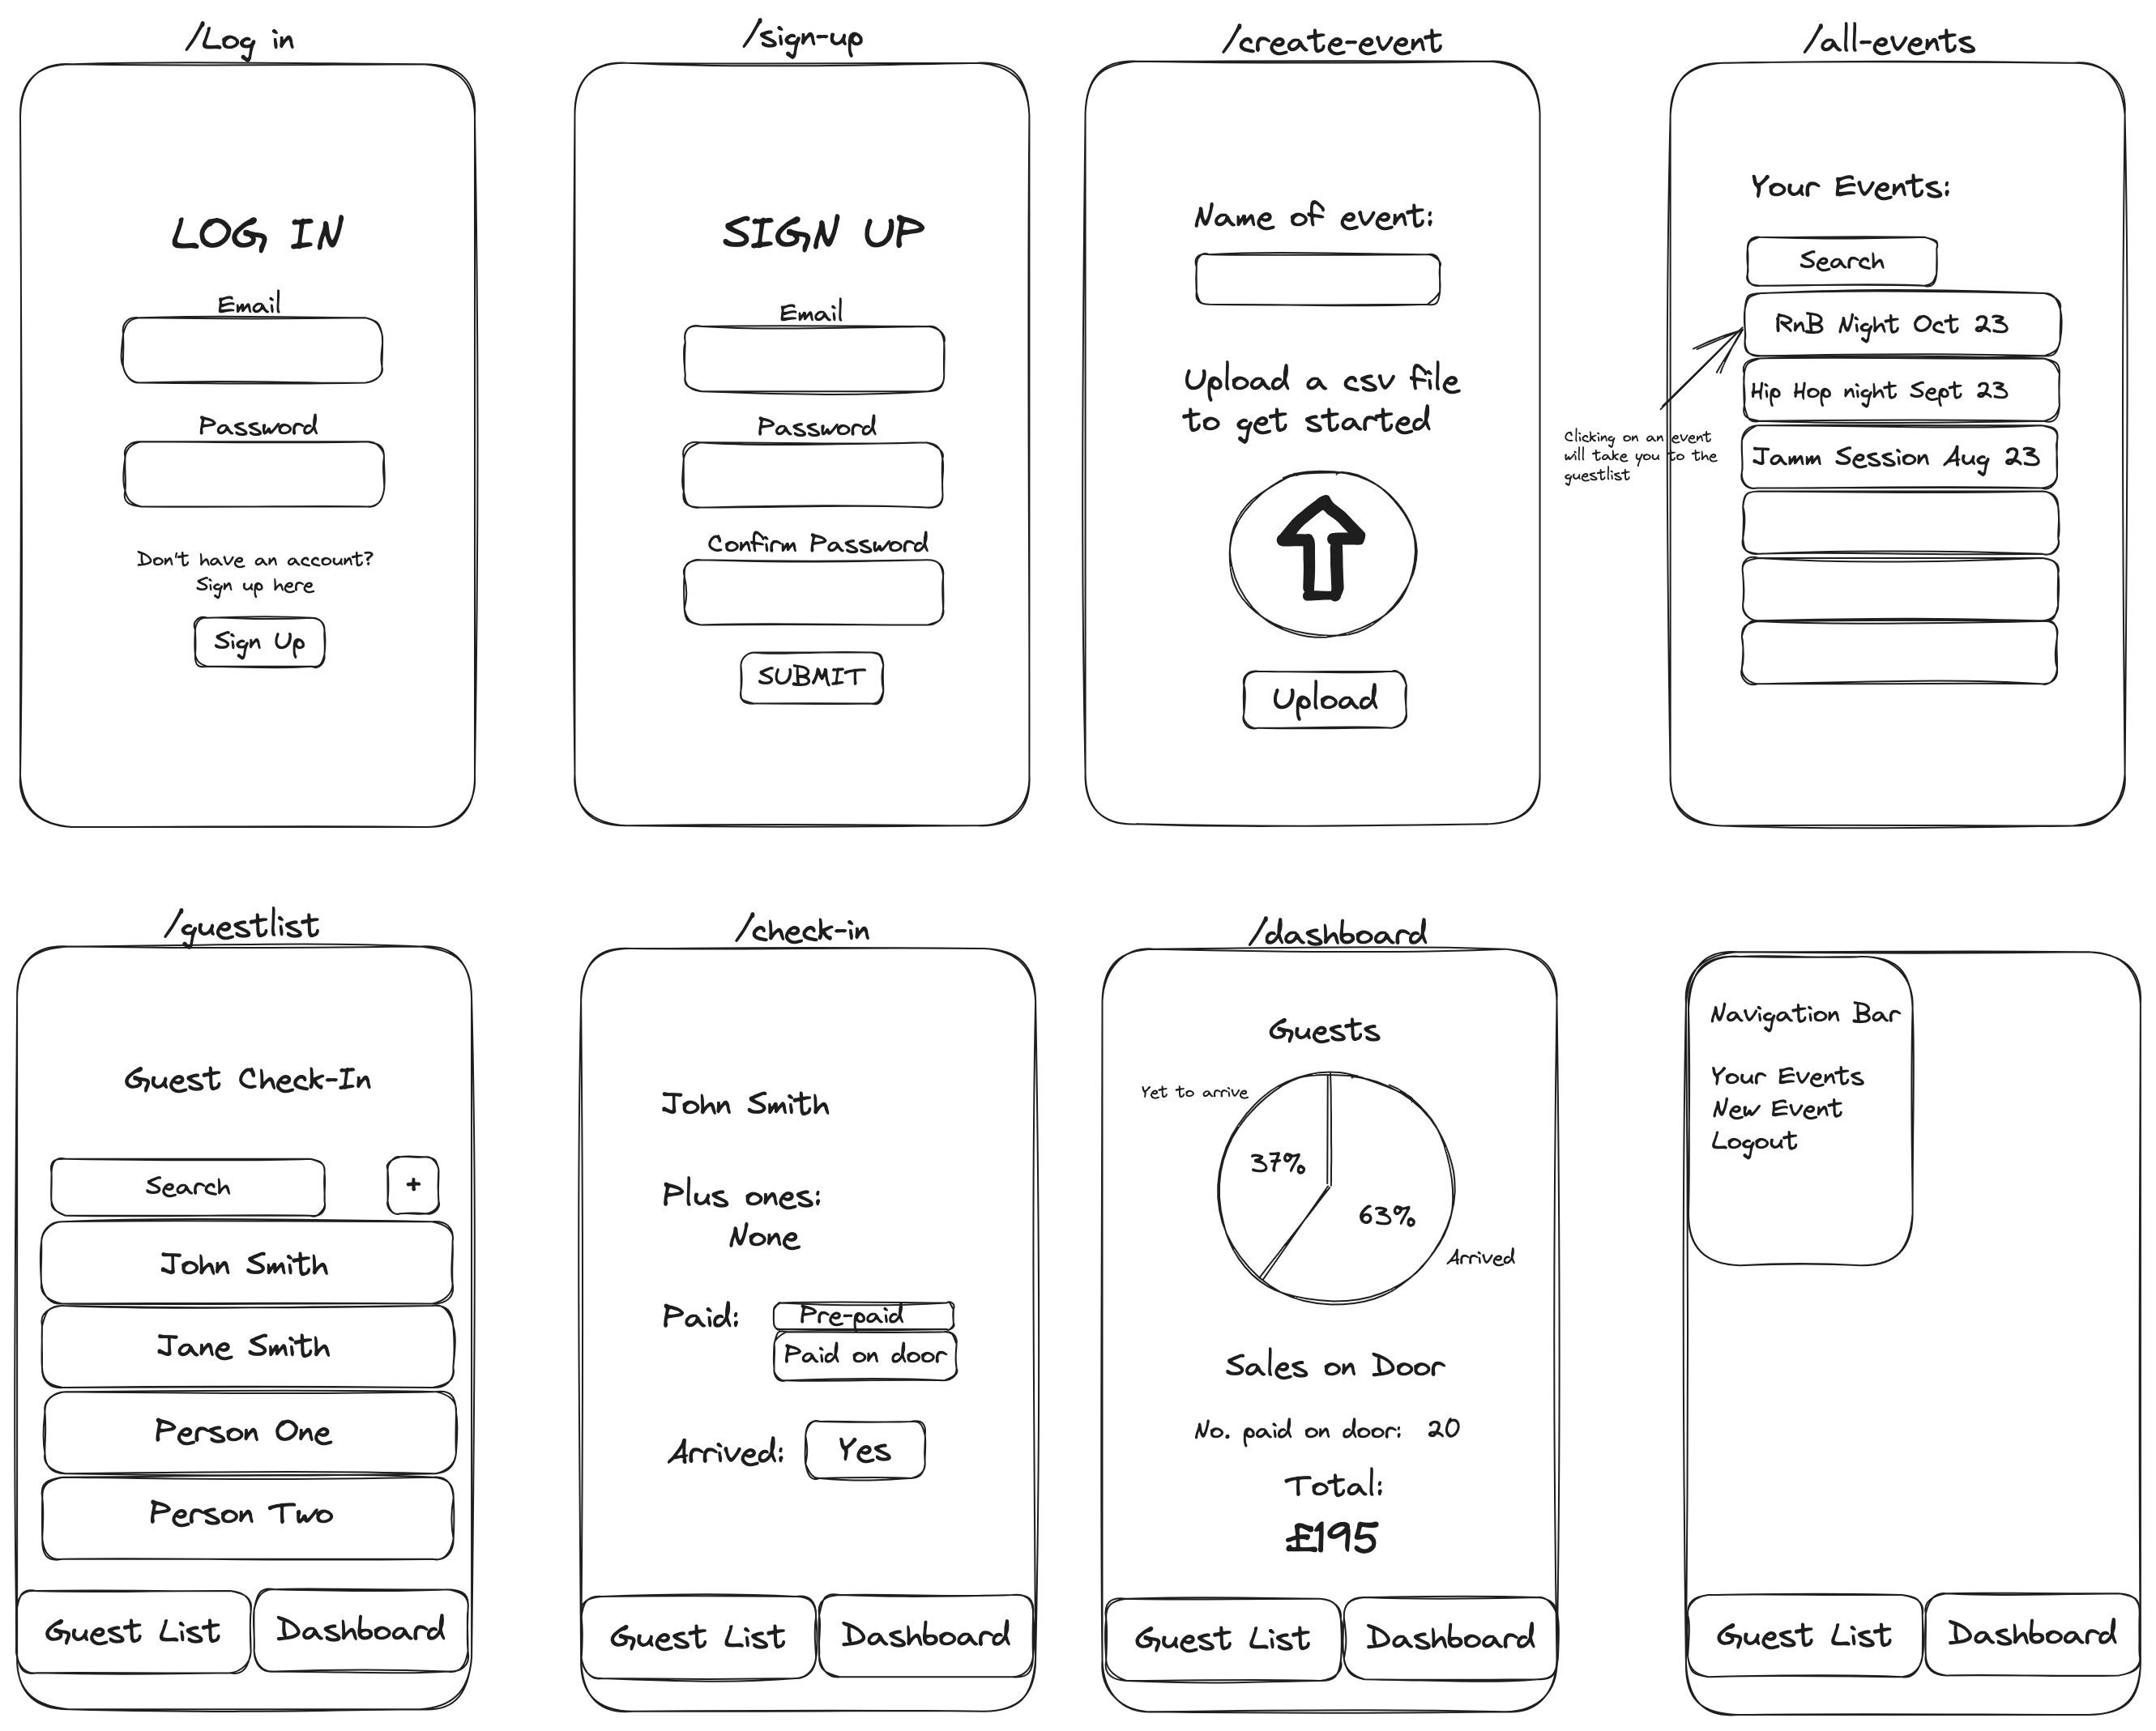 /Log in
LOG IN
Email
Password
Don't have an account?
Sign up here
Sign Up
/sign-up
SIGN UP
Email
Password
Confirm Password
SUBMIT
/create-event
Name of event:
Upload a csv file
to get started
Upload
/all-events
Your Events:
Search
RnB Night Oct 23
Hip Hop night Sept 23
Jamm Session Aug 23
Clicking on an event
will take you to the
guestlist
/guestlist
Guest Check-In
Search
+
John Smith
Jane Smith
Person One
Person Two
Guest List
Dashboard
/check-in
John Smith
Plus ones:
None
Paid:
Pre-paid
Paid on door
Arrived:
Yes
Guest List
Dashboard
/dashboard
Guests
Yet to arrive
37%
63%
Arrived
Sales on Door
No. paid on door: 20
Total:
£195
Guest List
Dashboard
Navigation Bar
Your Events
New Event
Logout
Guest List
Dashboard